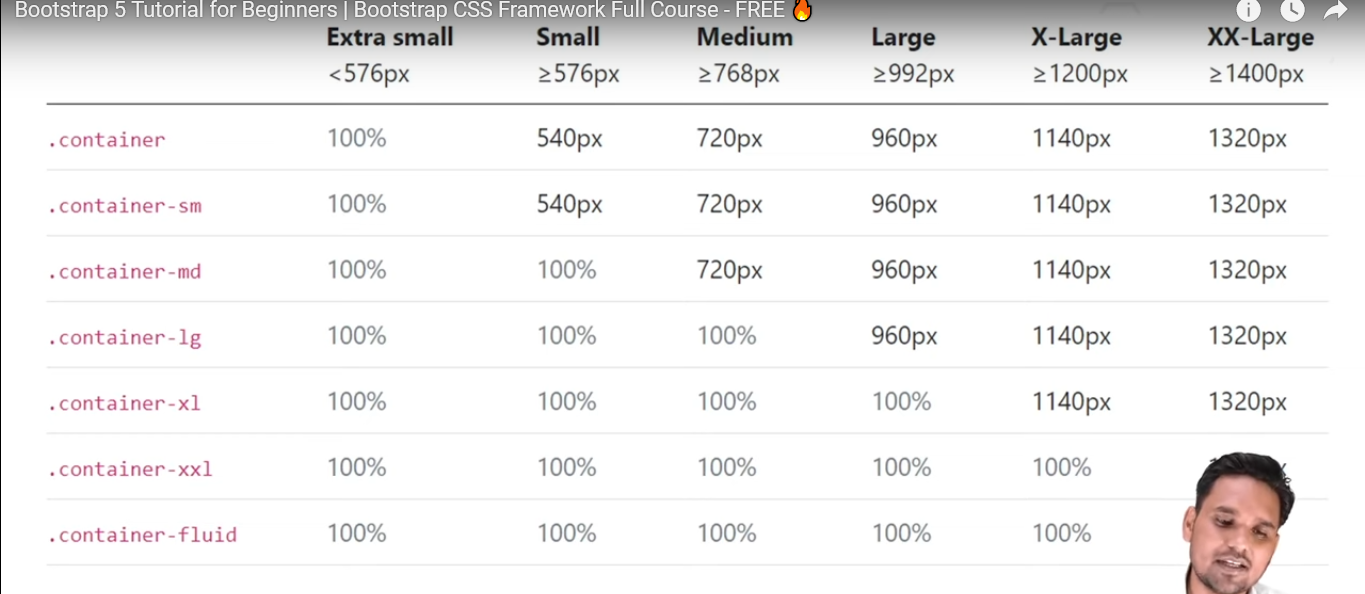 Bootstrap 5 Tutorial for Beginners | Bootstrap CSS Framework Full Course - FREE🔥
Extra small Small Medium Large X-Large XX-Large
<576px ≥576px ≥768px ≥992px ≥1200px ≥1400px
.container 100% 540px 720px 960px 1140px 1320px
.container-sm 100% 540px 720px 960px 1140px 1320px
.container-md 100% 100% 720px 960px 1140px 1320px
.container-lg 100% 100% 100% 960px 1140px 1320px
.container-xl 100% 100% 100% 100% 1140px 1320px
.container-xxl 100% 100% 100% 100% 100%
.container-fluid 100% 100% 100% 100% 100%